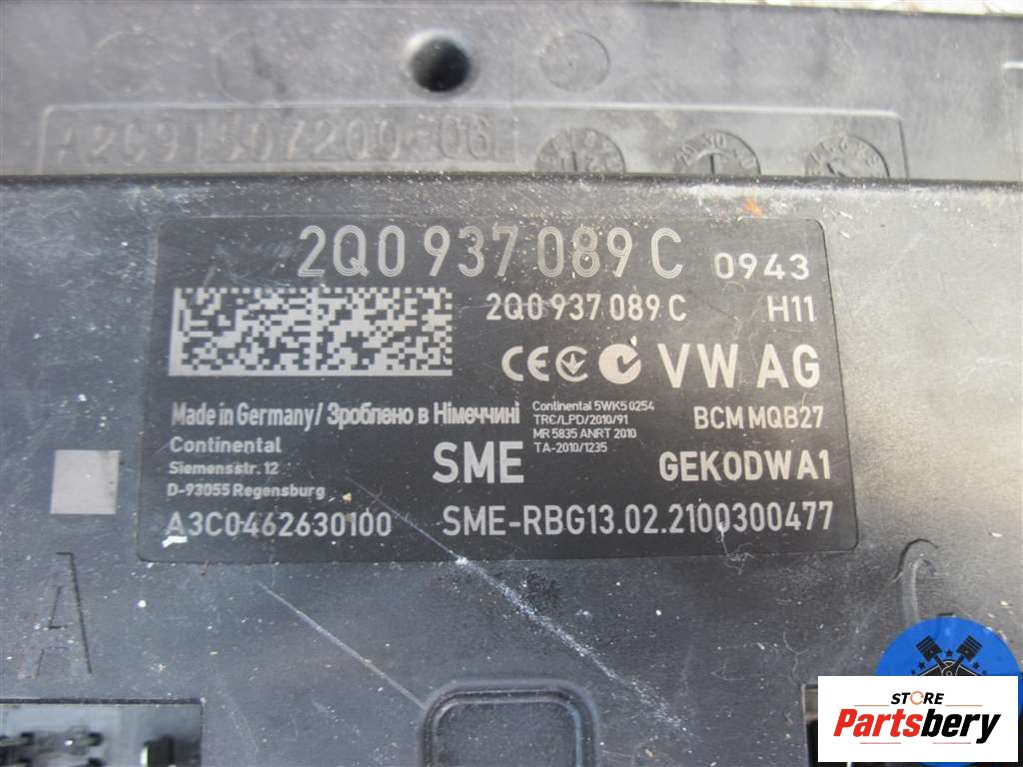 2Q0 937 089 C 0943
2Q0 937 089 C H11
VW AG
Made in Germany/ Зроблено в Німеччині
Continental 5WK5 0254
TRC/LPD/2010/91
MR 5835 ANRT 2010
TA-2010/1235
BCM MQB27
Continental
Siemensstr. 12
D-93055 Regensburg
SME
GEK0DWA1
A3C0462630100
SME-RBG13.02.2100300477
A
C
STORE
Partsbery